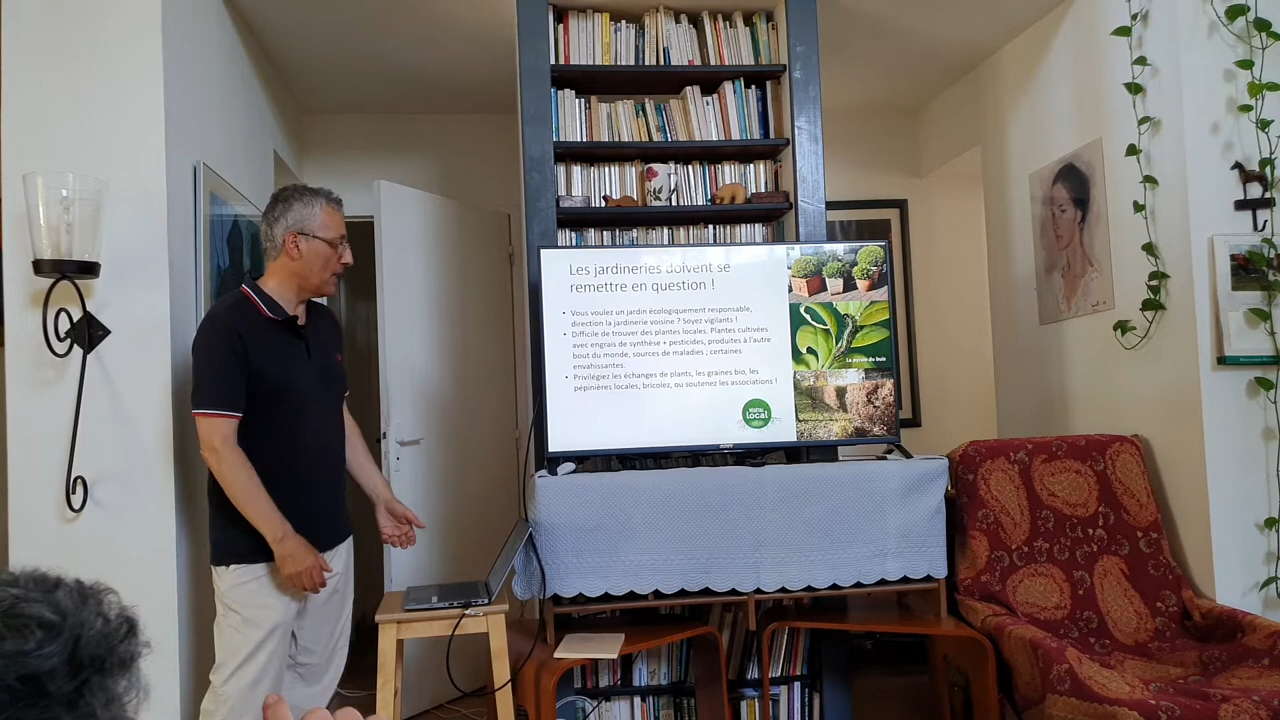 Les jardineries doivent se
remettre en question !
• Vous voulez un jardin écologiquement responsable,
direction la jardinerie voisine ? Soyez vigilants !
• Difficile de trouver des plantes locales. Plantes cultivées
avec engrais de synthèse + pesticides, produites à l'autre
bout du monde, sources de maladies ; certaines
envahissantes.
• Privilégiez les échanges de plants, les graines bio, les
pépinières locales, bricolez, ou soutenez les associations !
La pyrale du buis
VÉGÉTAL
local